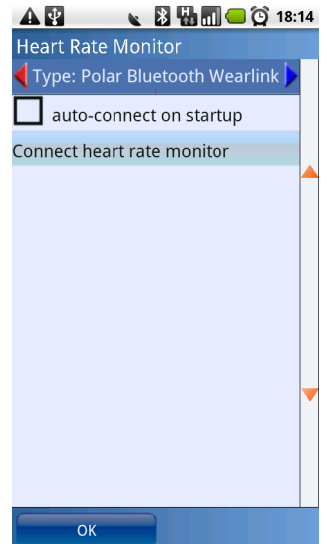 18:14
Heart Rate Monitor
Type: Polar Bluetooth Wearlink
auto-connect on startup
Connect heart rate monitor
OK